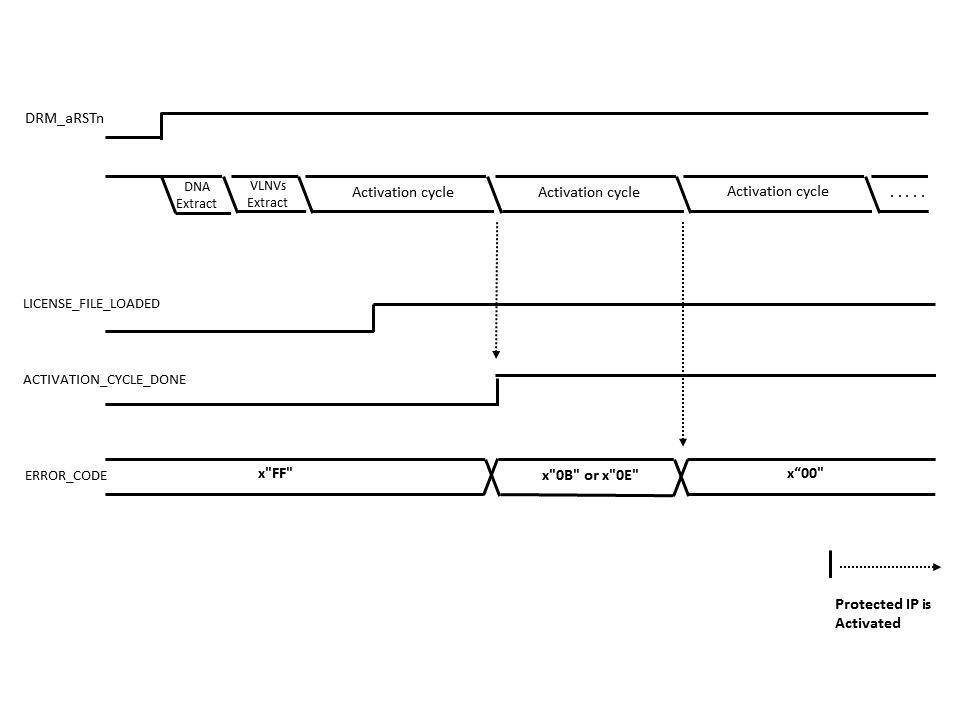 DRM_aRSTn
DNA
Extract
VLNVs
Extract
Activation cycle
Activation cycle
Activation cycle
. . . . .
LICENSE_FILE_LOADED
ACTIVATION_CYCLE_DONE
ERROR_CODE
x"FF"
x"0B" or x"0E"
x“00"
Protected IP is
Activated